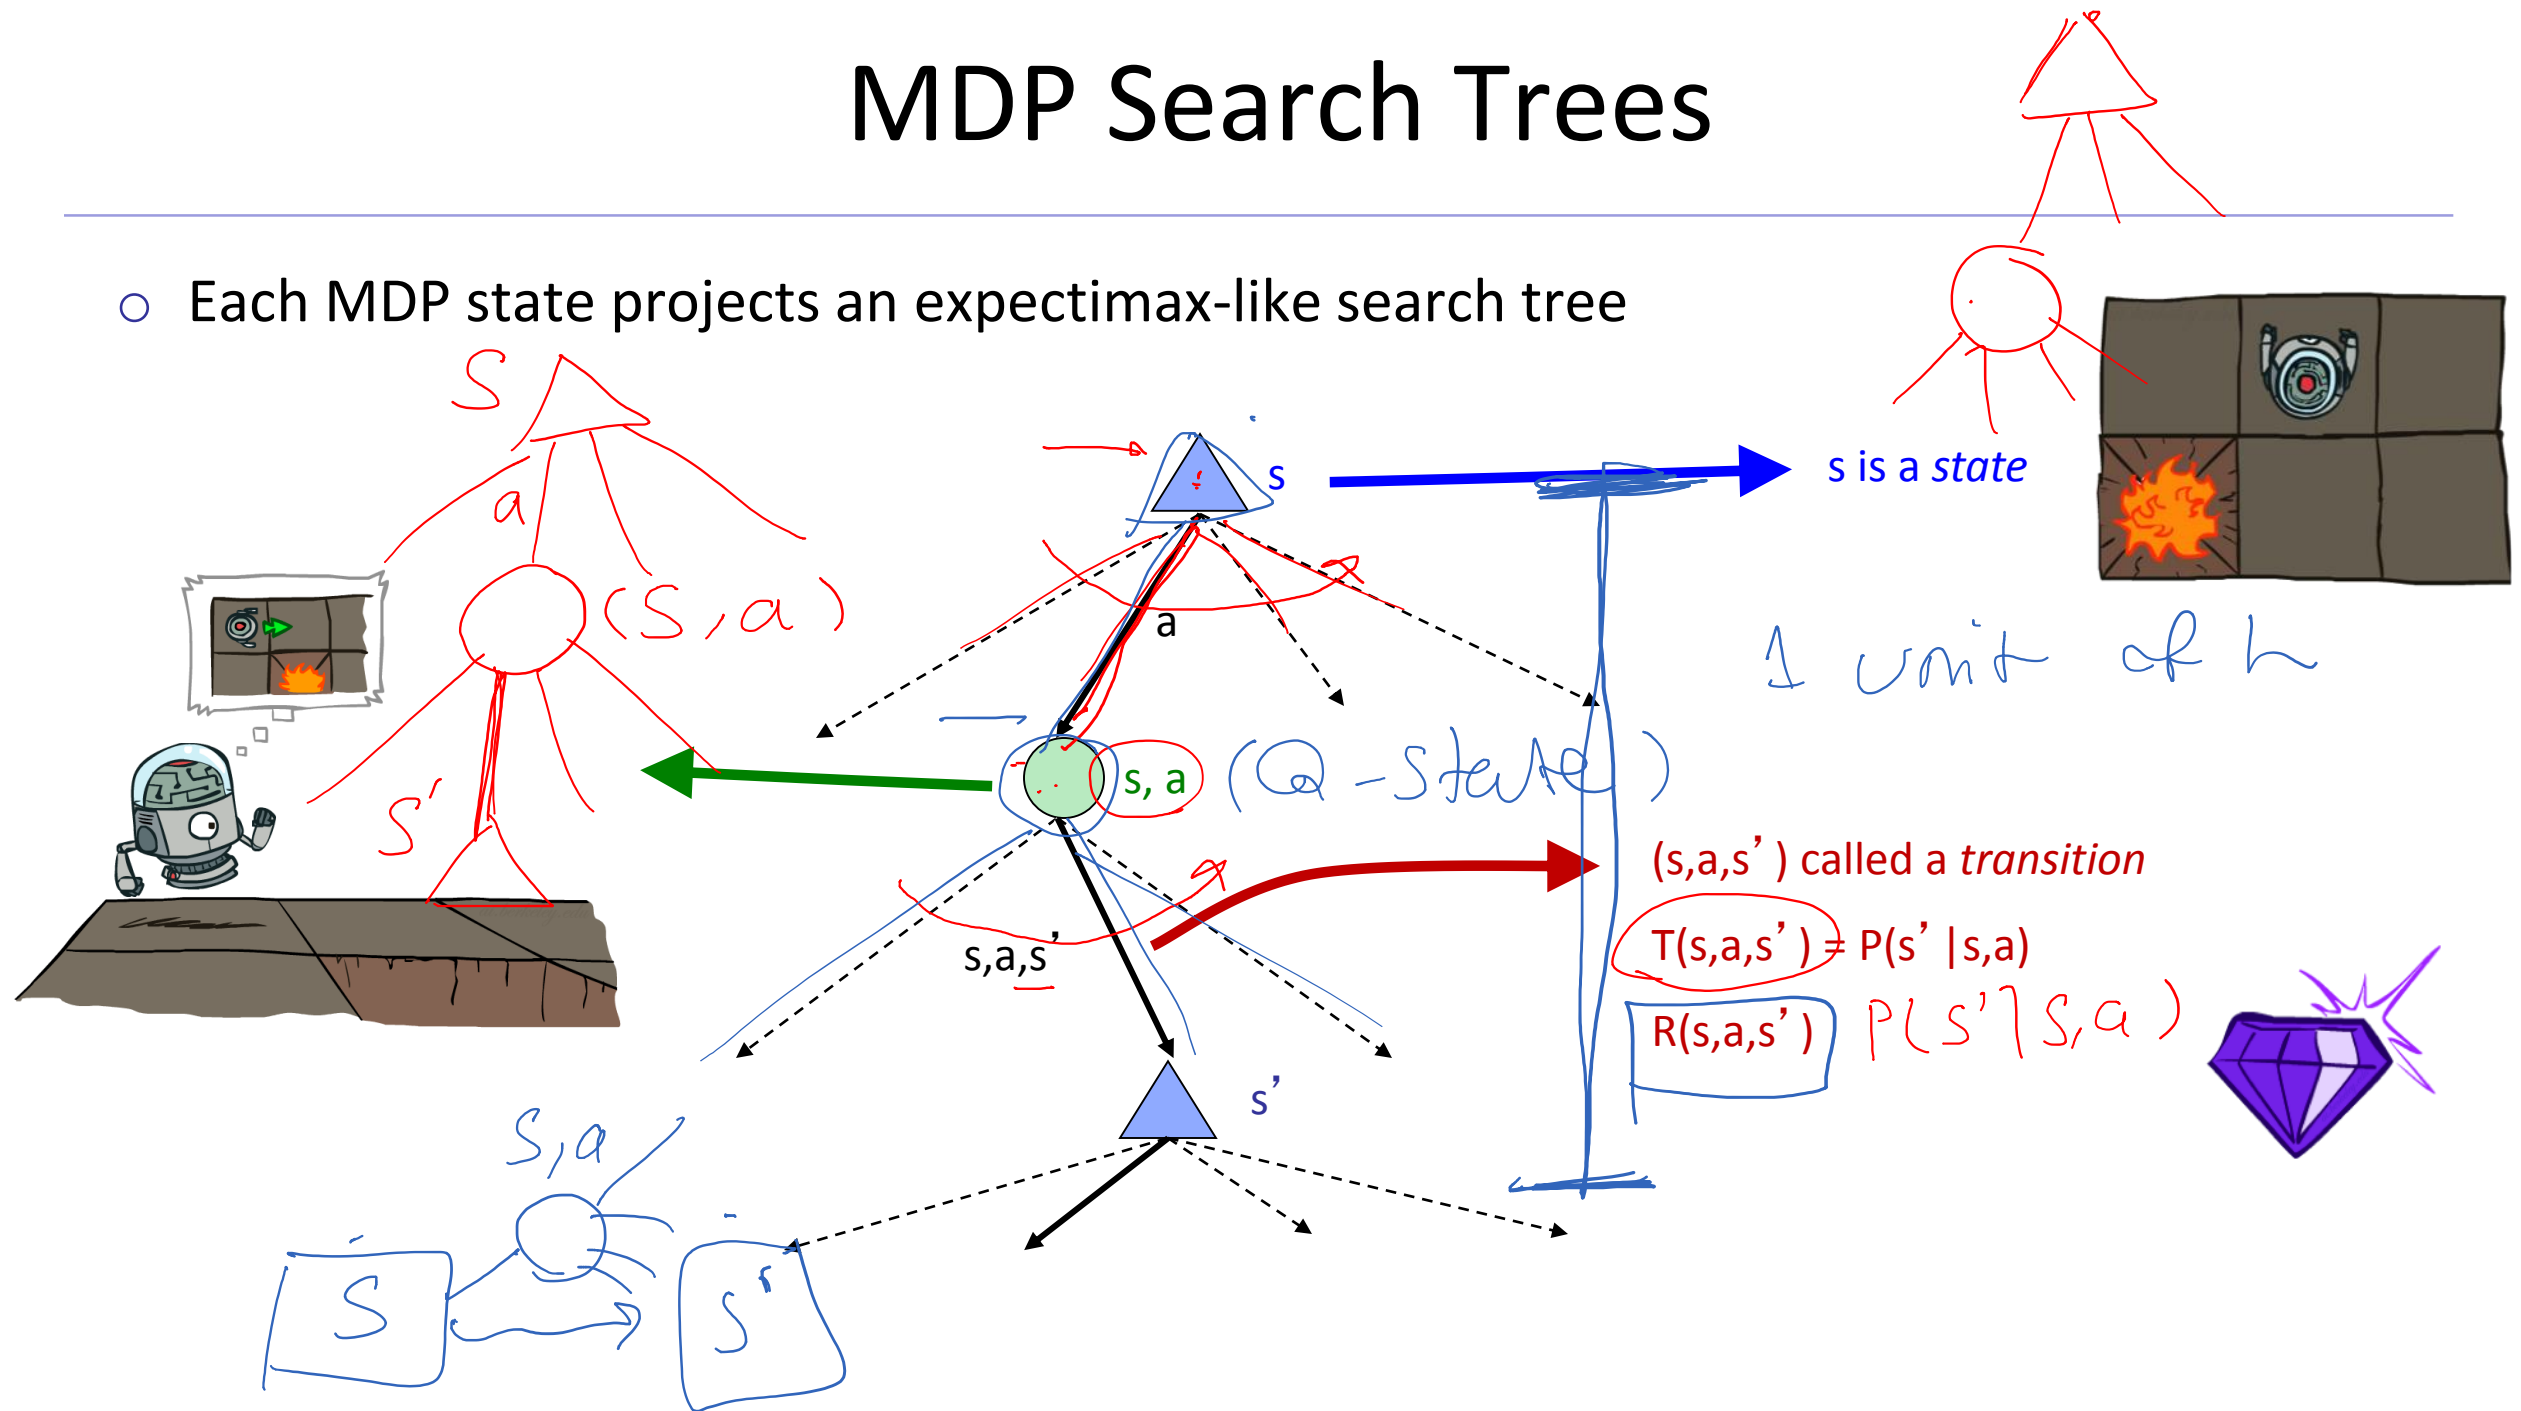 MDP Search Trees
Each MDP state projects an expectimax-like search tree
S
s
s is a state
a
a
(S, a)
1 unit of h
s, a
(Q-State)
S'
(s,a,s') called a transition
s,a,s'
T(s,a,s') = P(s'|s,a)
R(s,a,s')
P(S'|S,a)
s'
S,a
S
S'